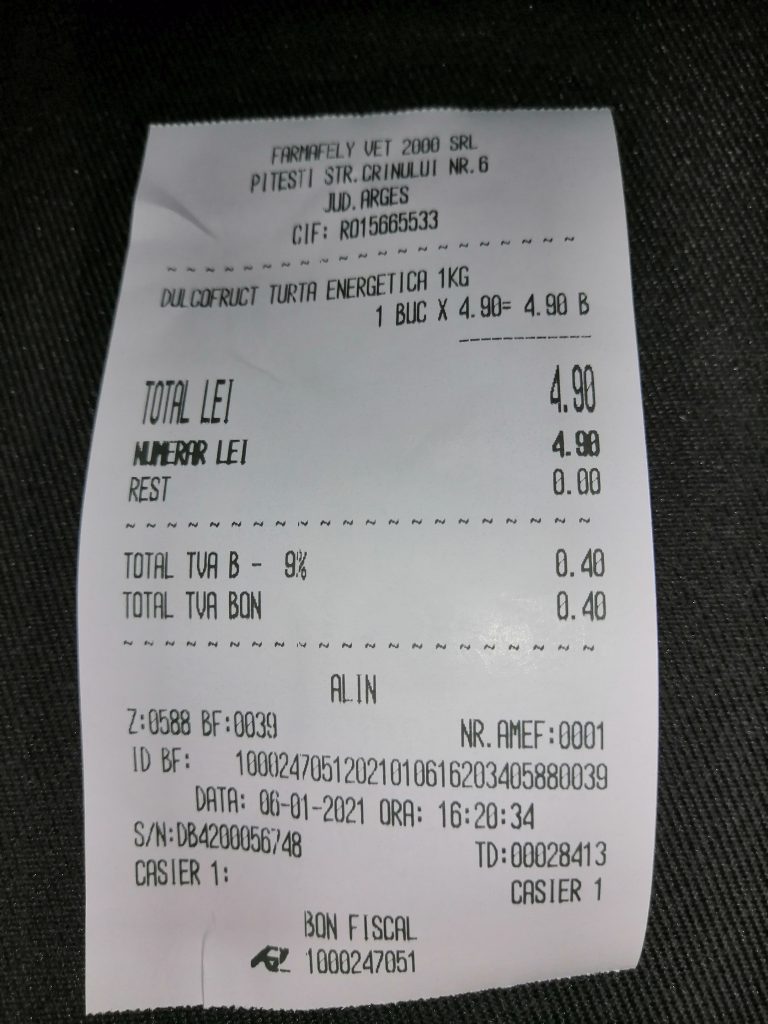 FARMAFELY VET 2000 SRL
PITESTI STR.CRINULUI NR.6
JUD.ARGES
CIF: RO15665533
~ ~ ~ ~ ~ ~ ~ ~ ~ ~ ~ ~ ~ ~ ~ ~ ~ ~ ~ ~ ~ ~
DULCOFRUCT TURTA ENERGETICA 1KG
1 BUC X 4.90= 4.90 B
------------
TOTAL LEI 4.90
NUMERAR LEI 4.90
REST 0.00
~ ~ ~ ~ ~ ~ ~ ~ ~ ~ ~ ~ ~ ~ ~ ~ ~ ~ ~ ~ ~ ~
TOTAL TVA B - 9% 0.40
TOTAL TVA BON 0.40
~ ~ ~ ~ ~ ~ ~ ~ ~ ~ ~ ~ ~ ~ ~ ~ ~ ~ ~ ~ ~ ~
ALIN
Z:0588 BF:0039 NR.AMEF:0001
ID BF: 10002470512021010616203405880039
DATA: 06-01-2021 ORA: 16:20:34
S/N:DB4200056748 TD:00028413
CASIER 1: CASIER 1
BON FISCAL
1000247051